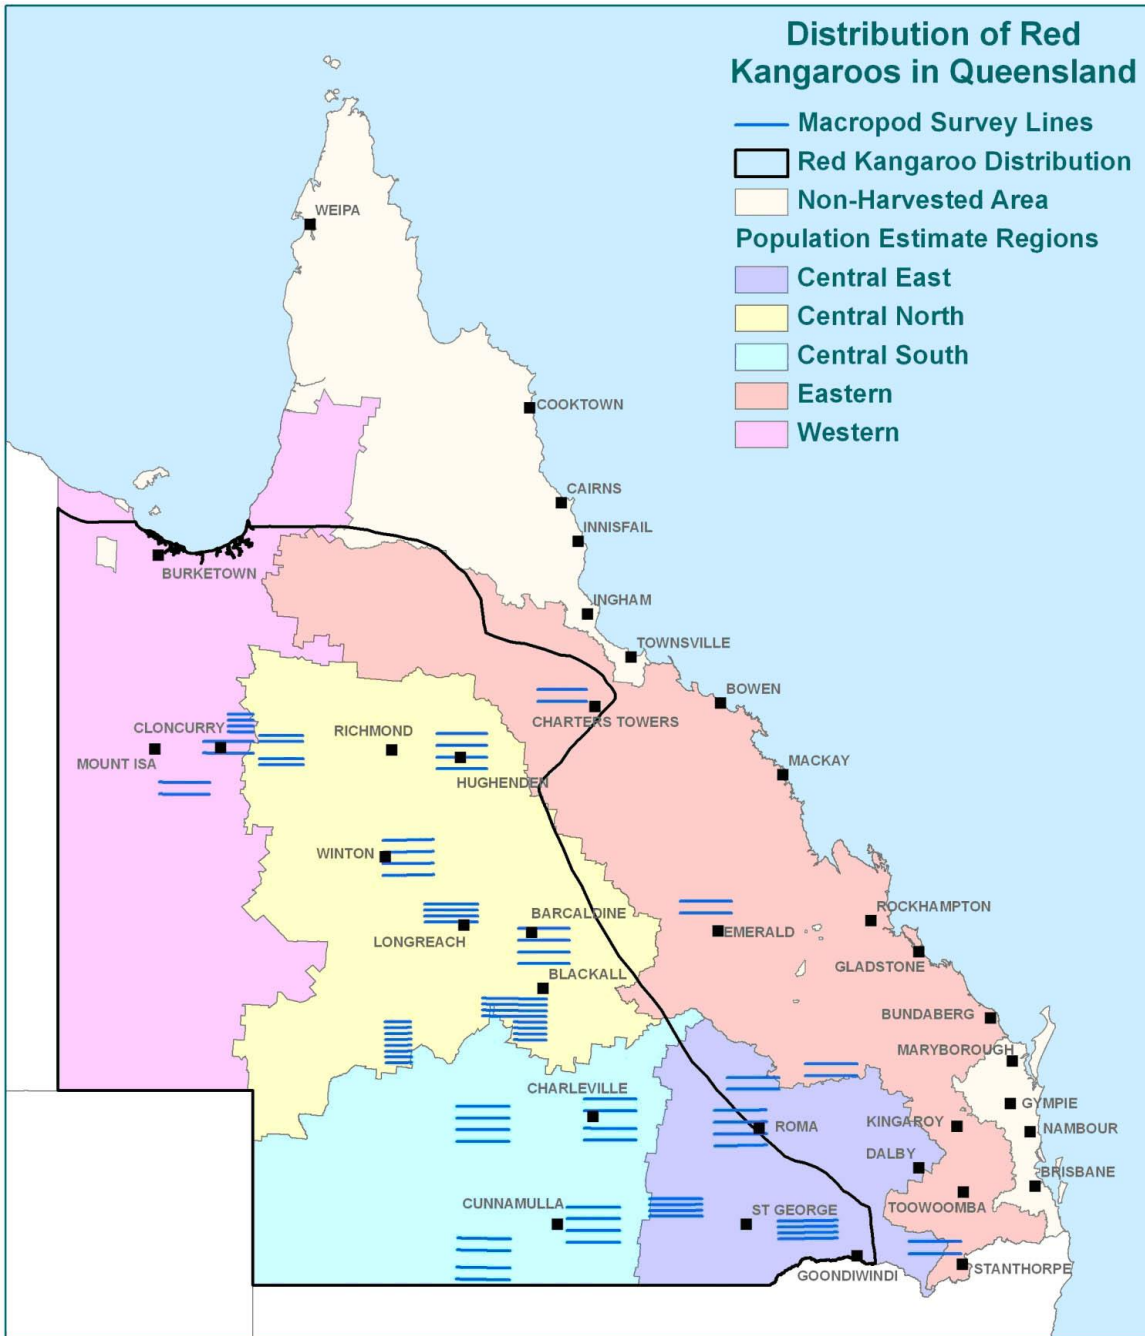 Distribution of Red
Kangaroos in Queensland
Macropod Survey Lines
Red Kangaroo Distribution
Non-Harvested Area
Population Estimate Regions
Central East
Central North
Central South
Eastern
Western
WEIPA
COOKTOWN
CAIRNS
INNISFAIL
BURKETOWN
INGHAM
TOWNSVILLE
BOWEN
CHARTERS TOWERS
CLONCURRY
RICHMOND
MOUNT ISA
MACKAY
HUGHENDEN
WINTON
BARCALDINE
ROCKHAMPTON
EMERALD
LONGREACH
GLADSTONE
BLACKALL
BUNDABERG
MARYBOROUGH
CHARLEVILLE
GYMPIE
ROMA
KINGAROY
NAMBOUR
DALBY
BRISBANE
CUNNAMULLA
ST GEORGE
TOOWOOMBA
GOONDIWINDI
STANTHORPE